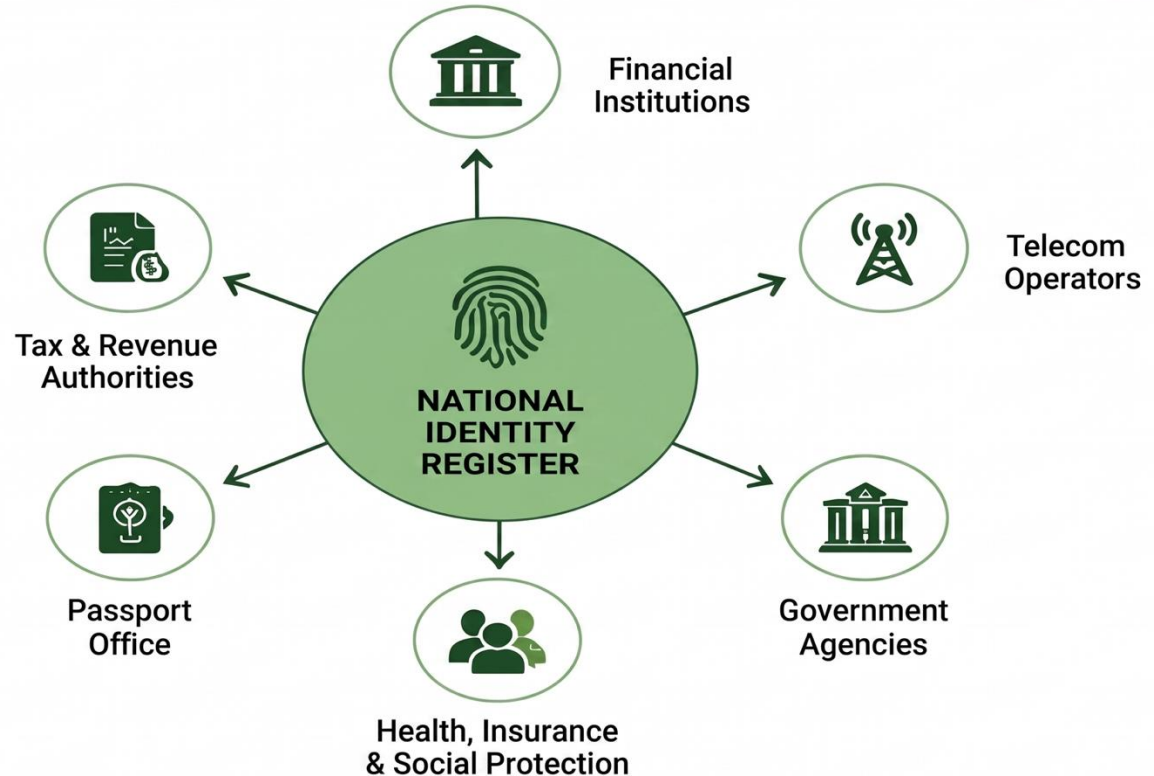 Financial
Institutions
Telecom
Operators
Tax & Revenue
Authorities
NATIONAL
IDENTITY
REGISTER
Passport
Office
Government
Agencies
Health, Insurance
& Social Protection